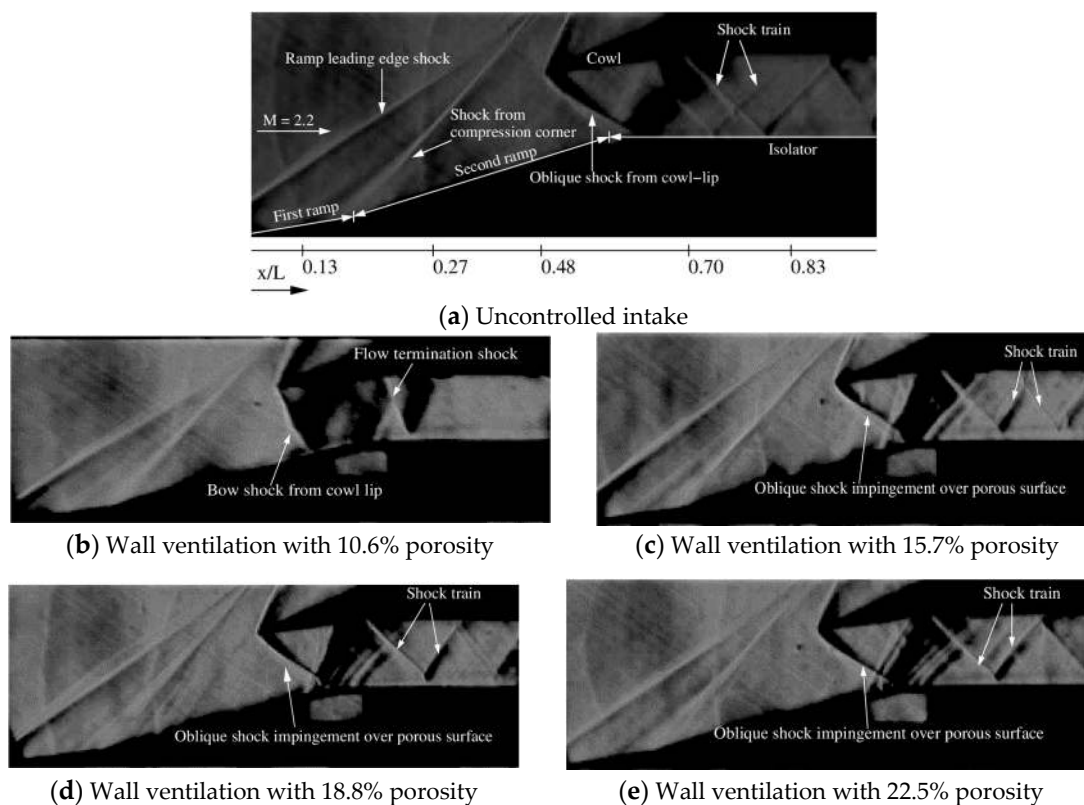 Ramp leading edge shock
Cowl
Shock train
M = 2.2
Shock from
compression corner
Second ramp
Isolator
Oblique shock from cowl−lip
First ramp
x/L
0.13
0.27
0.48
0.70
0.83
(a) Uncontrolled intake
Flow termination shock
Bow shock from cowl lip
(b) Wall ventilation with 10.6% porosity
Shock train
Oblique shock impingement over porous surface
(c) Wall ventilation with 15.7% porosity
Shock train
Oblique shock impingement over porous surface
(d) Wall ventilation with 18.8% porosity
Shock train
Oblique shock impingement over porous surface
(e) Wall ventilation with 22.5% porosity